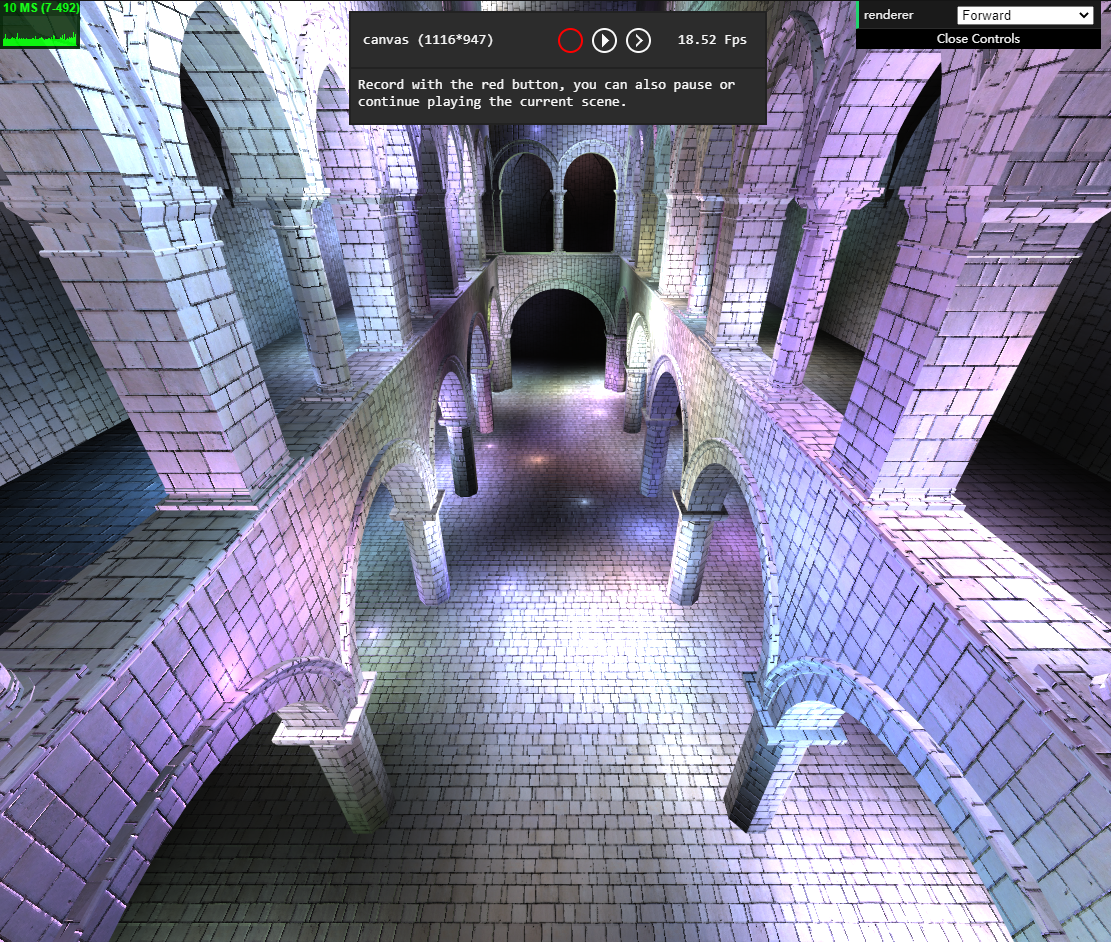 10 MS (7-492)
canvas (1116*947) 18.52 Fps
Record with the red button, you can also pause or
continue playing the current scene.
renderer Forward
Close Controls